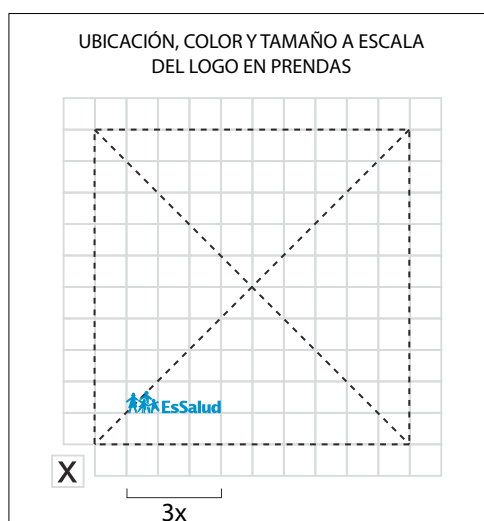 UBICACIÓN, COLOR Y TAMAÑO A ESCALA
DEL LOGO EN PRENDAS
EsSalud
X
3x